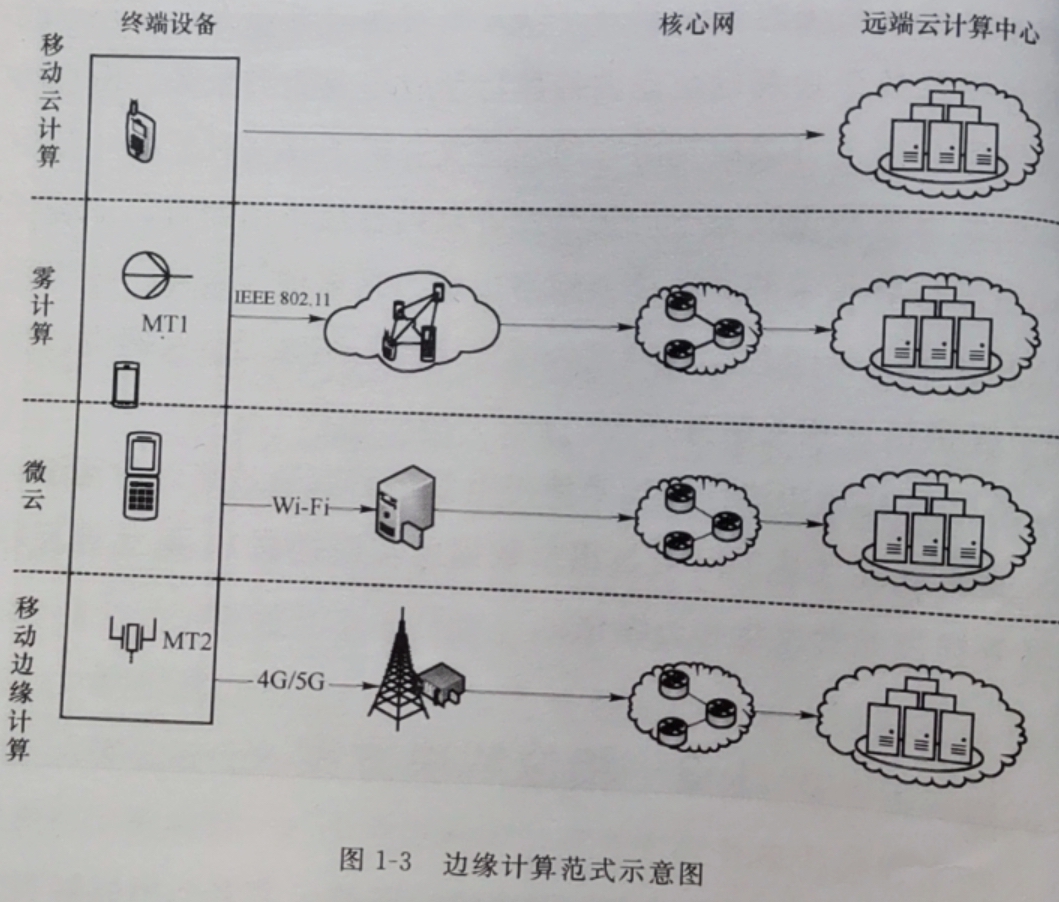 终端设备
核心网
远端云计算中心
移动云计算
雾计算
IEEE 802.11
MT1
微云
Wi-Fi
移动边缘计算
MT2
4G/5G
图 1-3 边缘计算范式示意图